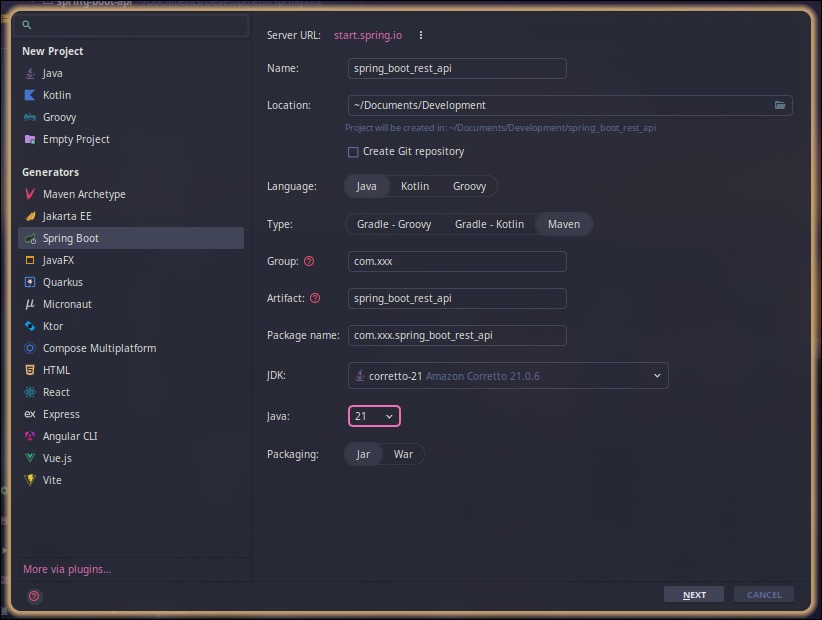 spring-boot-api
Server URL: start.spring.io
New Project
Java
Kotlin
Groovy
Empty Project
Generators
Maven Archetype
Jakarta EE
Spring Boot
JavaFX
Quarkus
Micronaut
Ktor
Compose Multiplatform
HTML
React
Express
Angular CLI
Vue.js
Vite
More via plugins...
Name: spring_boot_rest_api
Location: ~/Documents/Development
Project will be created in: ~/Documents/Development/spring_boot_rest_api
Create Git repository
Language: Java Kotlin Groovy
Type: Gradle - Groovy Gradle - Kotlin Maven
Group: com.xxx
Artifact: spring_boot_rest_api
Package name: com.xxx.spring_boot_rest_api
JDK: corretto-21 Amazon Corretto 21.0.6
Java: 21
Packaging: Jar War
NEXT CANCEL